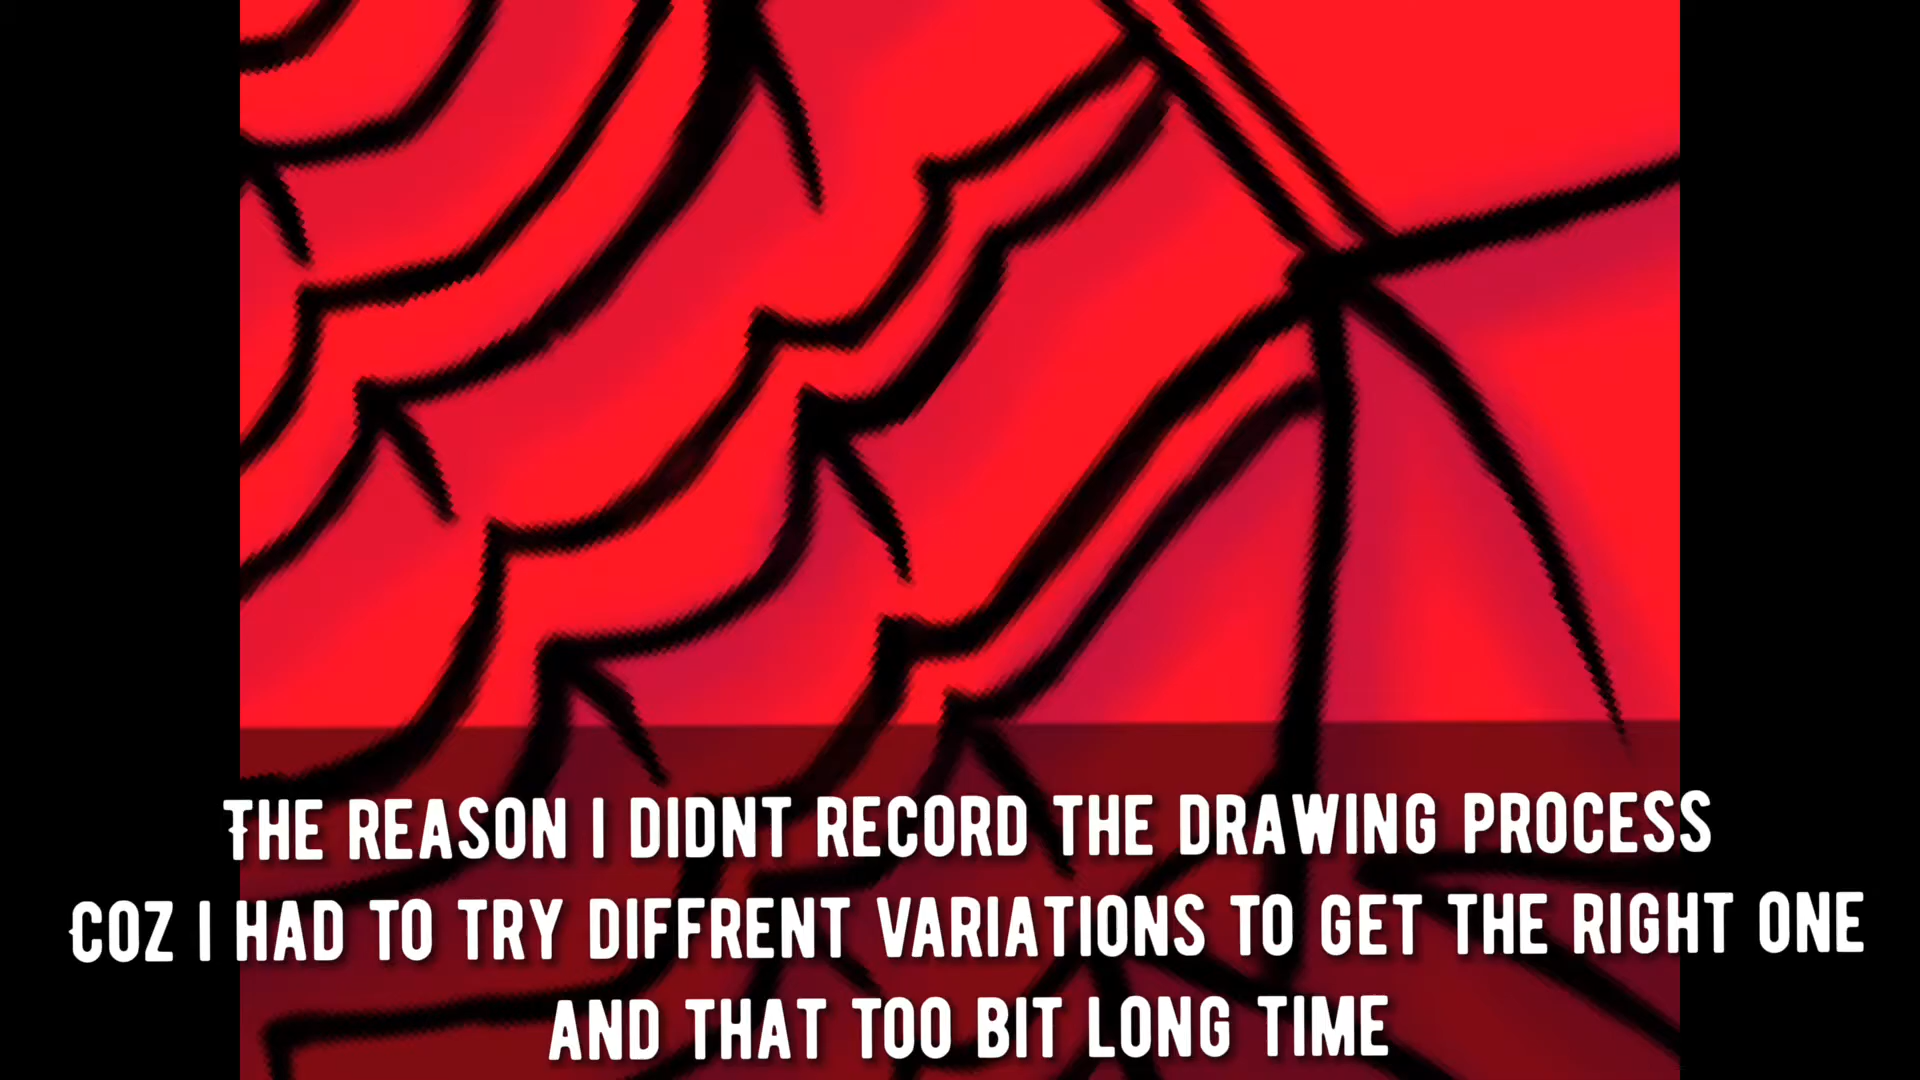 THE REASON I DIDNT RECORD THE DRAWING PROCESS
COZ I HAD TO TRY DIFFRENT VARIATIONS TO GET THE RIGHT ONE
AND THAT TOO BIT LONG TIME